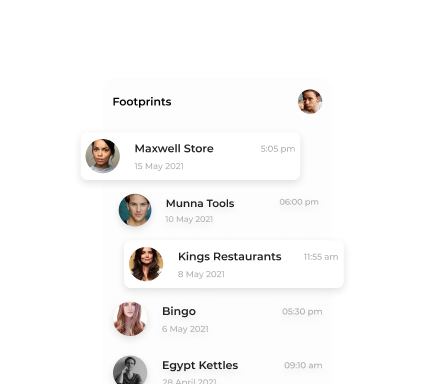 Footprints
Maxwell Store 5:05 pm
15 May 2021
Munna Tools 06:00 pm
10 May 2021
Kings Restaurants 11:55 am
8 May 2021
Bingo 05:30 pm
6 May 2021
Egypt Kettles 09:10 am
28 April 2021